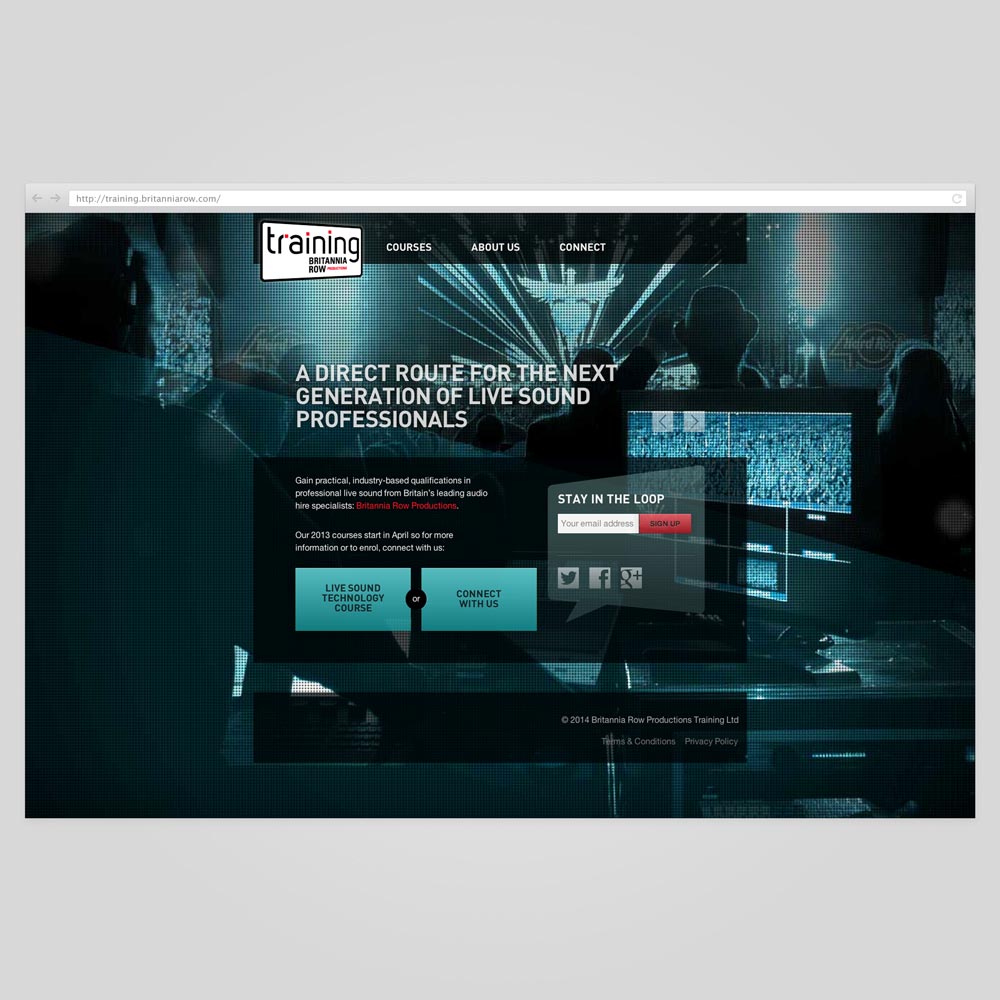 http://training.britanniarow.com/
training
BRITANNIA
ROW PRODUCTIONS
COURSES
ABOUT US
CONNECT
A DIRECT ROUTE FOR THE NEXT
GENERATION OF LIVE SOUND
PROFESSIONALS
Gain practical, industry-based qualifications in
professional live sound from Britain's leading audio
hire specialists: Britannia Row Productions.
Our 2013 courses start in April so for more
information or to enrol, connect with us:
LIVE SOUND
TECHNOLOGY
COURSE
or
CONNECT
WITH US
STAY IN THE LOOP
Your email address
SIGN UP
f
g+
© 2014 Britannia Row Productions Training Ltd
Terms & Conditions
Privacy Policy